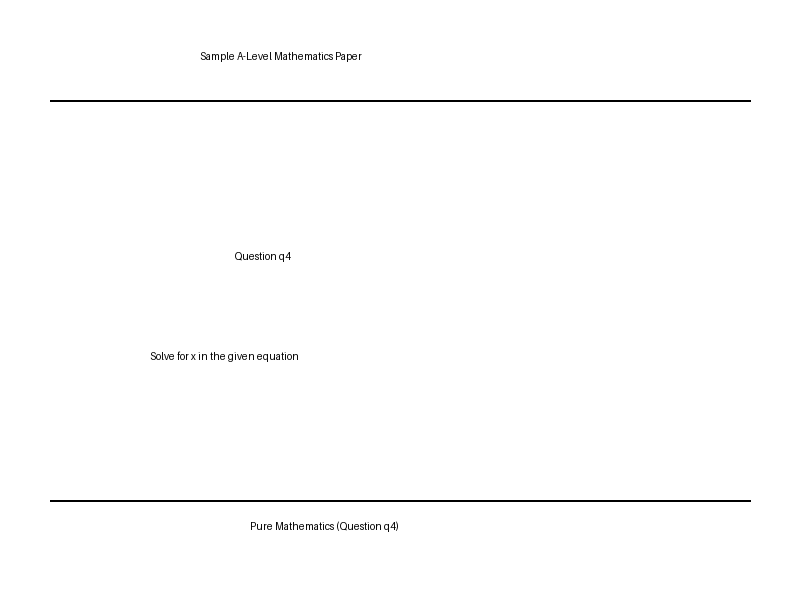 Sample A-Level Mathematics Paper
Question q4
Solve for x in the given equation
Pure Mathematics (Question q4)